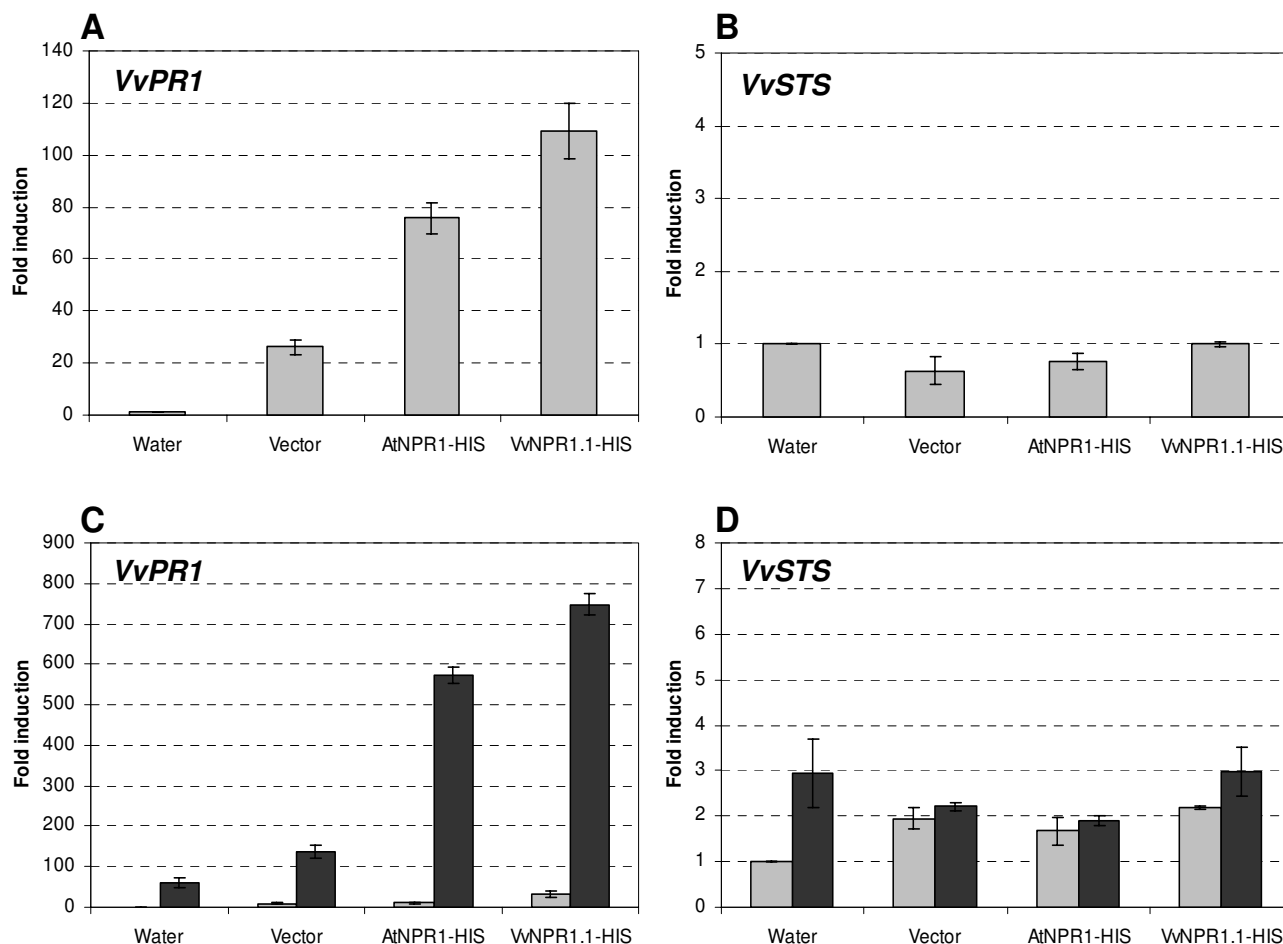 A
VvPR1
Fold induction
140
120
100
80
60
40
20
0
Water Vector AtNPR1-HIS VvNPR1.1-HIS
B
VvSTS
Fold induction
5
4
3
2
1
0
Water Vector AtNPR1-HIS VvNPR1.1-HIS
C
VvPR1
Fold induction
900
800
700
600
500
400
300
200
100
0
Water Vector AtNPR1-HIS VvNPR1.1-HIS
D
VvSTS
Fold induction
8
7
6
5
4
3
2
1
0
Water Vector AtNPR1-HIS VvNPR1.1-HIS